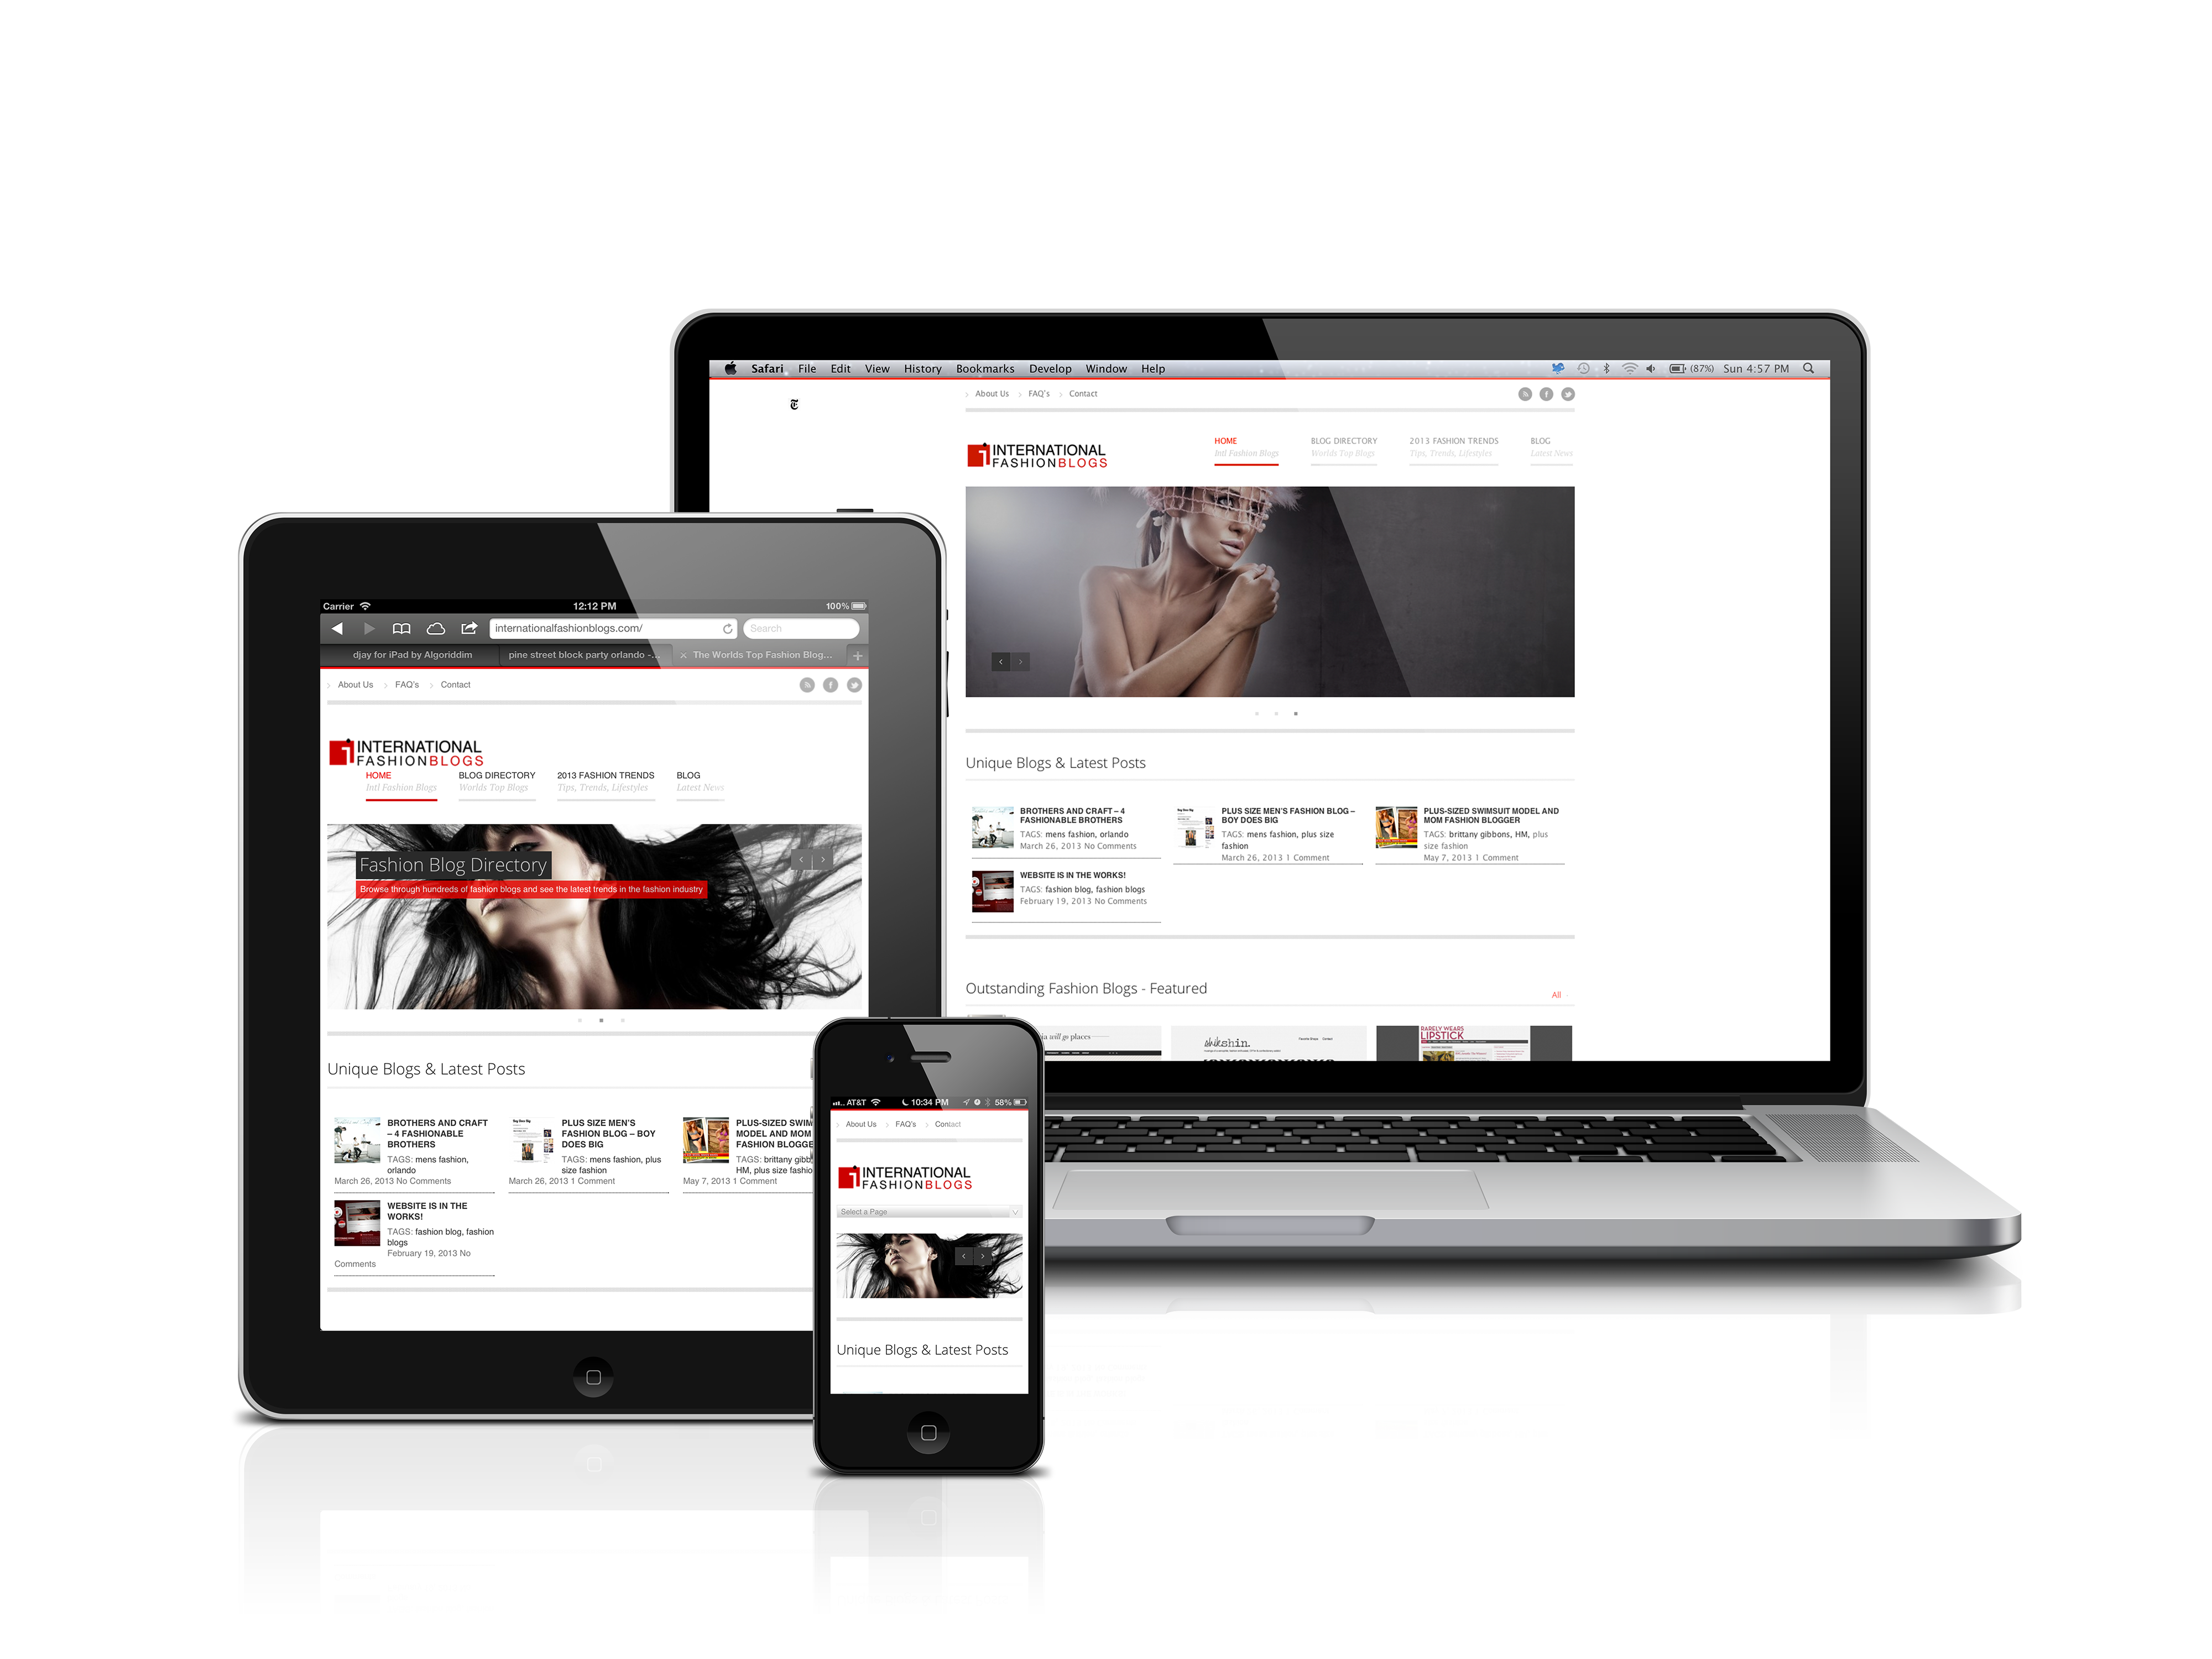 Safari File Edit View History Bookmarks Develop Window Help (87%) Sun 4:57 PM
About Us FAQ's Contact
INTERNATIONAL
FASHIONBLOGS
HOME BLOG DIRECTORY 2013 FASHION TRENDS BLOG
Intl Fashion Blogs Worlds Top Blogs Tips, Trends, Lifestyles Latest News
Unique Blogs & Latest Posts
BROTHERS AND CRAFT – 4
FASHIONABLE BROTHERS
TAGS: mens fashion, orlando
March 26, 2013 No Comments
PLUS SIZE MEN'S FASHION BLOG –
BOY DOES BIG
TAGS: mens fashion, plus size
fashion
March 26, 2013 1 Comment
PLUS-SIZED SWIMSUIT MODEL AND
MOM FASHION BLOGGER
TAGS: brittany gibbons, HM, plus
size fashion
May 7, 2013 1 Comment
WEBSITE IS IN THE WORKS!
TAGS: fashion blog, fashion blogs
February 19, 2013 No Comments
Outstanding Fashion Blogs - Featured
All
will go places
shikshin.
RARELY WEARS
LIPSTICK
Carrier 12:12 PM 100%
internationalfashionblogs.com/ Search
djay for iPad by Algoriddim pine street block party orlando -... The Worlds Top Fashion Blog...
About Us FAQ's Contact
INTERNATIONAL
FASHIONBLOGS
HOME BLOG DIRECTORY 2013 FASHION TRENDS BLOG
Intl Fashion Blogs Worlds Top Blogs Tips, Trends, Lifestyles Latest News
Fashion Blog Directory
Browse through hundreds of fashion blogs and see the latest trends in the fashion industry
Unique Blogs & Latest Posts
BROTHERS AND CRAFT
– 4 FASHIONABLE
BROTHERS
TAGS: mens fashion,
orlando
March 26, 2013 No Comments
PLUS SIZE MEN'S
FASHION BLOG – BOY
DOES BIG
TAGS: mens fashion, plus
size fashion
March 26, 2013 1 Comment
PLUS-SIZED SWIM
MODEL AND MOM
FASHION BLOGGE
TAGS: brittany gibb
HM, plus size fashio
May 7, 2013 1 Comment
WEBSITE IS IN THE
WORKS!
TAGS: fashion blog, fashion
blogs
February 19, 2013 No
Comments
AT&T 10:34 PM 58%
About Us FAQ's Contact
INTERNATIONAL
FASHIONBLOGS
Select a Page
Unique Blogs & Latest Posts